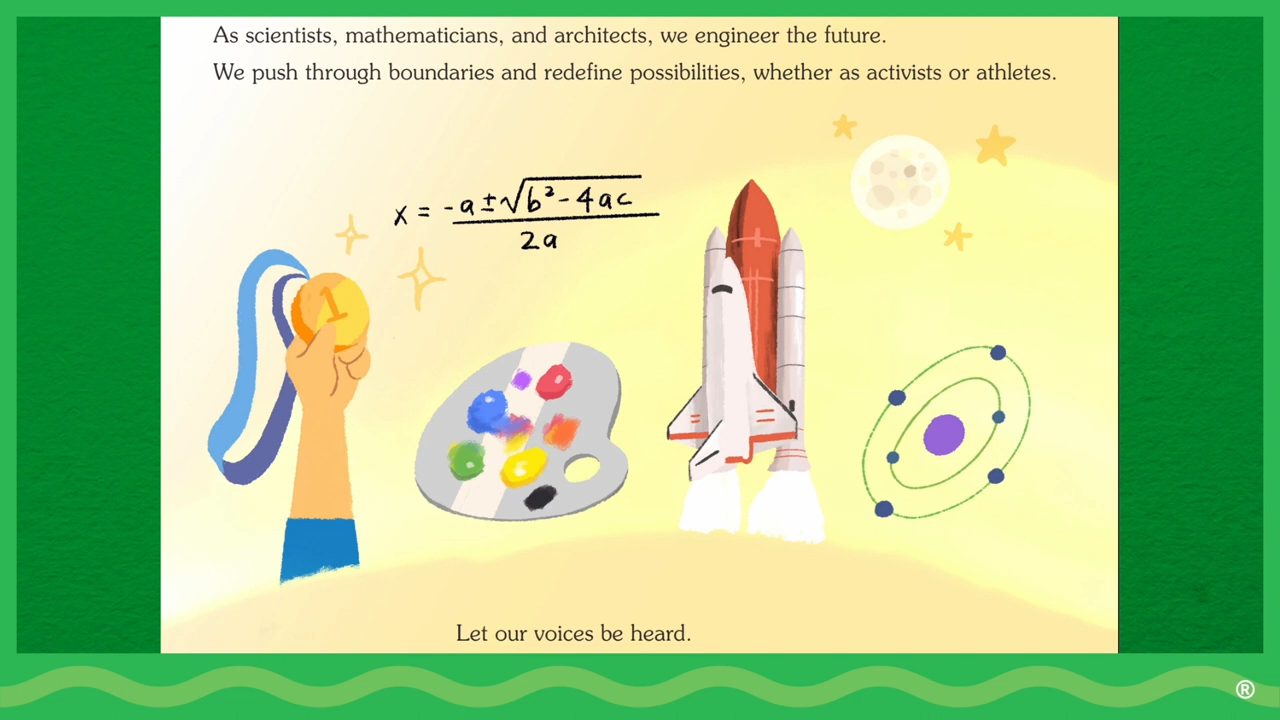 As scientists, mathematicians, and architects, we engineer the future.
We push through boundaries and redefine possibilities, whether as activists or athletes.
x = -a ± √b² - 4ac
2a
1
Let our voices be heard.
®